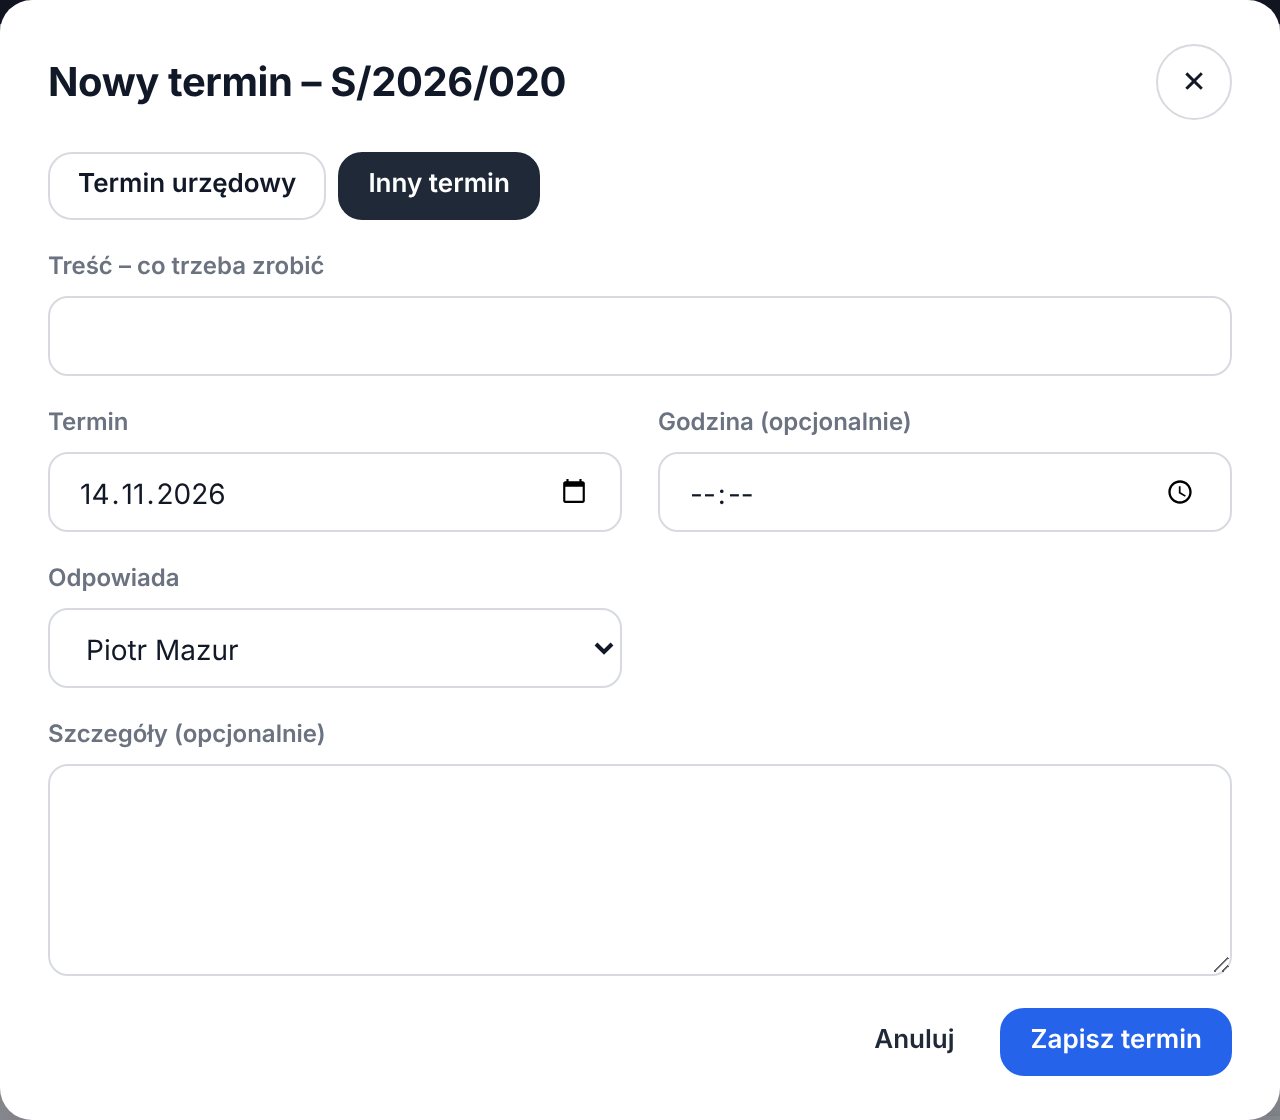 Nowy termin – S/2026/020
Termin urzędowy
Inny termin
Treść – co trzeba zrobić
Termin
Godzina (opcjonalnie)
14.11.2026
--:--
Odpowiada
Piotr Mazur
Szczegóły (opcjonalnie)
Anuluj
Zapisz termin